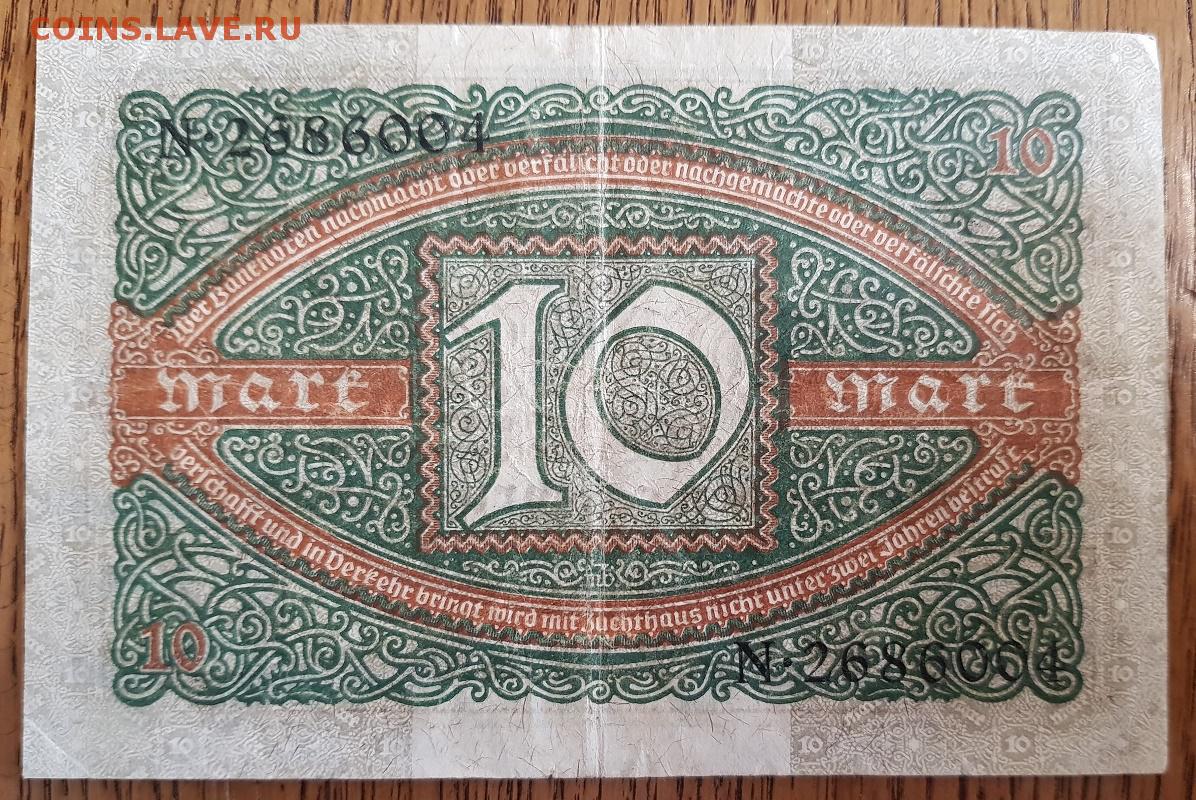 COINS.LAVE.RU
N·2686004
10
wer Banknoten nachmacht oder verfälscht oder nachgemachte oder verfälschte sich
10
Mark
Mark
verschafft und in Verkehr bringt wird mit Zuchthaus nicht unter zwei Jahren bestraft
10
N·2686004